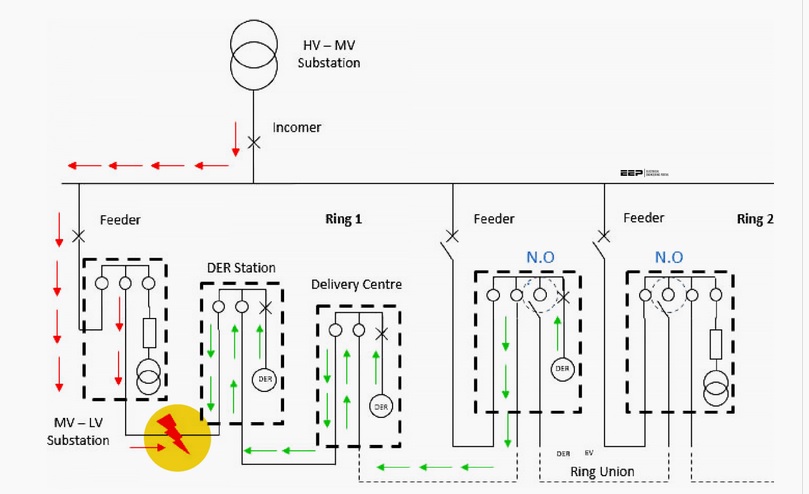 HV – MV
Substation
Incomer
EEP
Feeder
Ring 1
Feeder
Feeder
Ring 2
N.O
N.O
DER Station
Delivery Centre
DER
DER
DER
MV – LV
Substation
DER EV
Ring Union